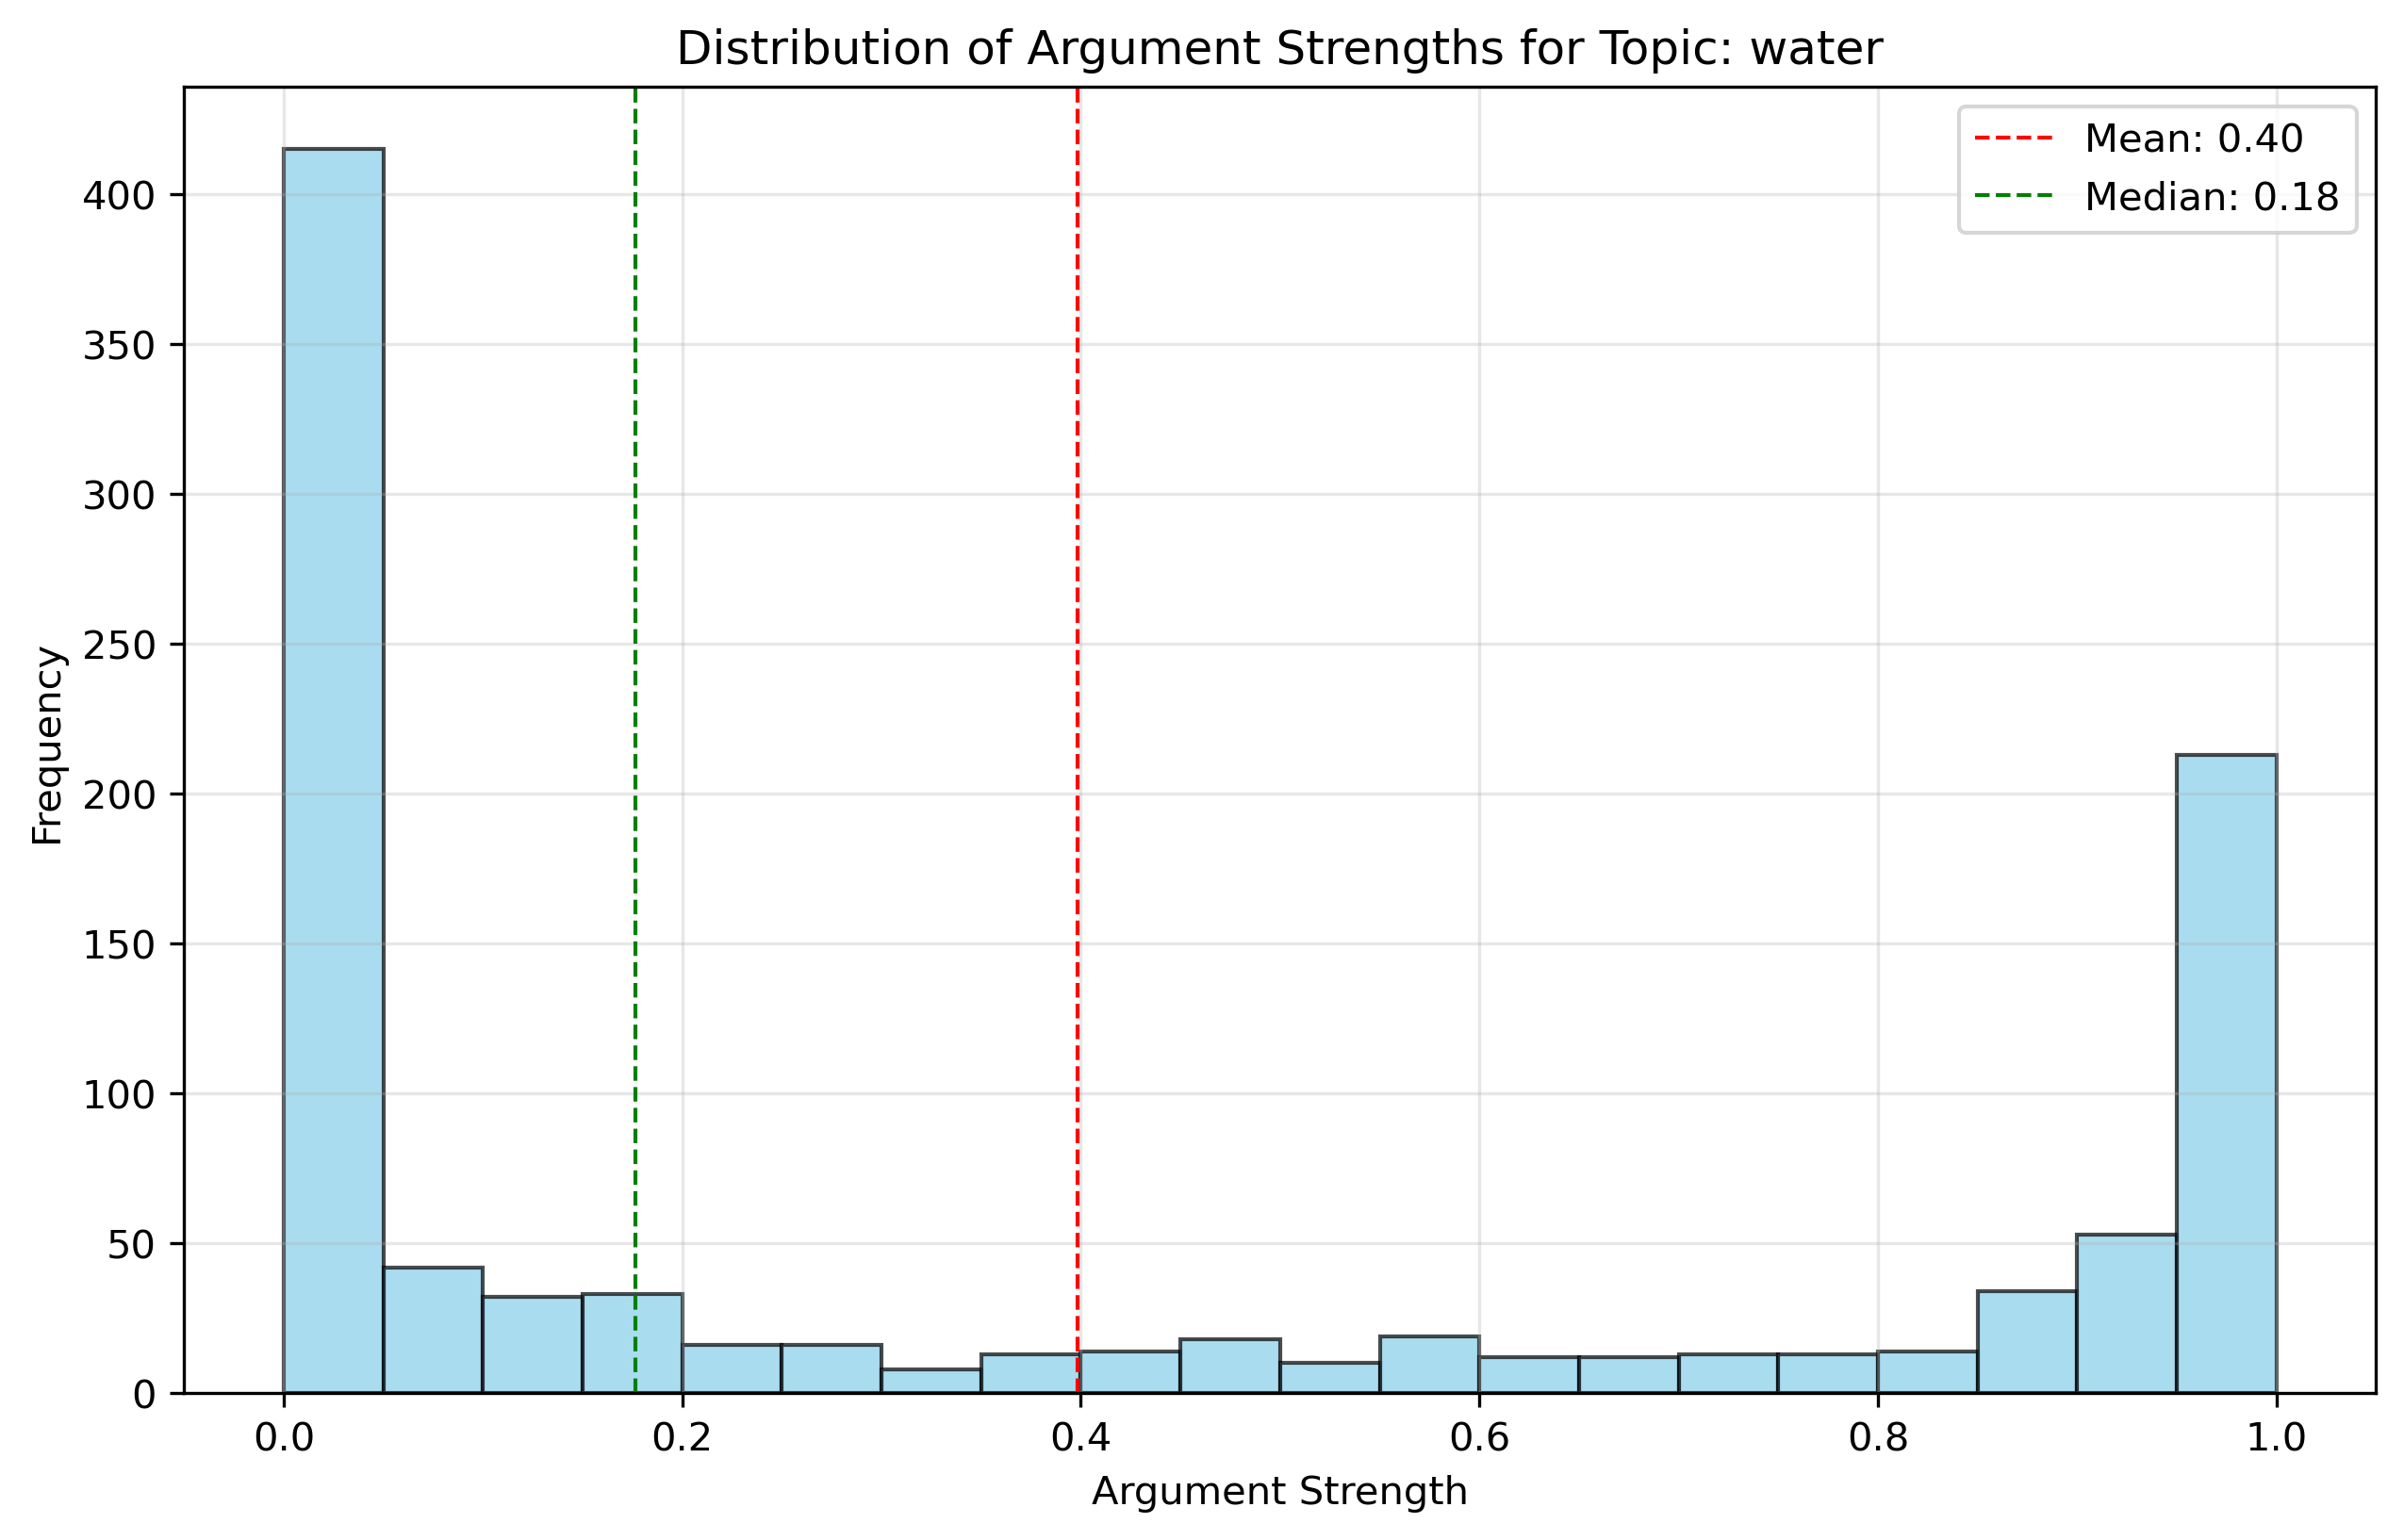 Distribution of Argument Strengths for Topic: water
Mean: 0.40
Median: 0.18
Frequency
400
350
300
250
200
150
100
50
0
0.0 0.2 0.4 0.6 0.8 1.0
Argument Strength